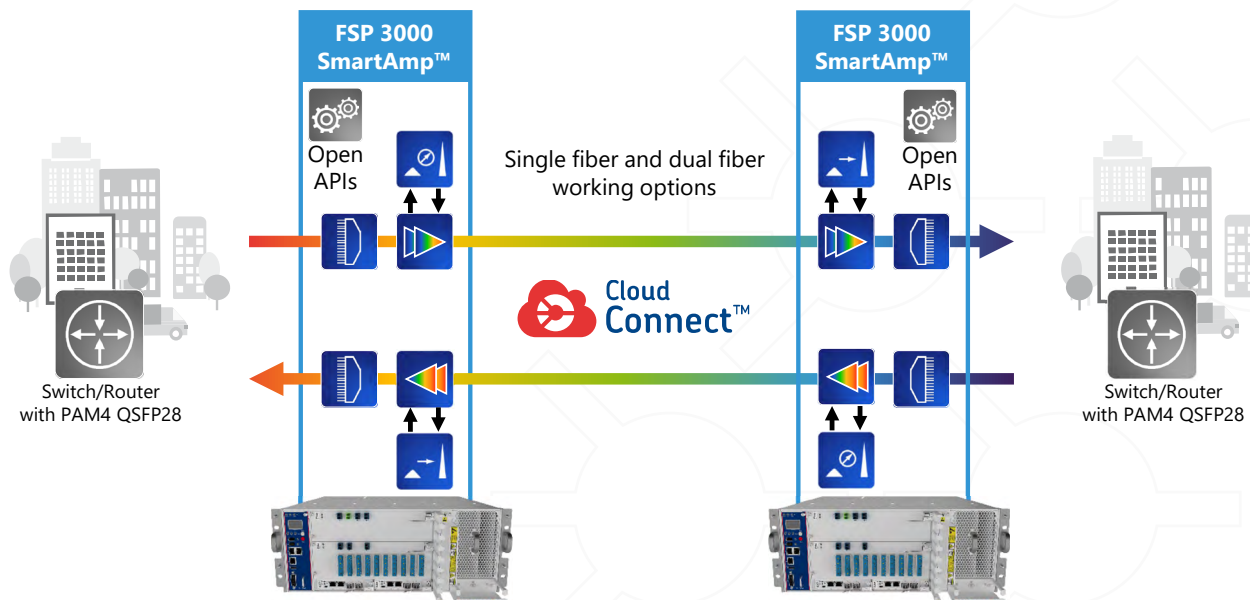 FSP 3000
SmartAmp™
FSP 3000
SmartAmp™
Open
APIs
Single fiber and dual fiber
working options
Open
APIs
Cloud
Connect™
Switch/Router
with PAM4 QSFP28
Switch/Router
with PAM4 QSFP28